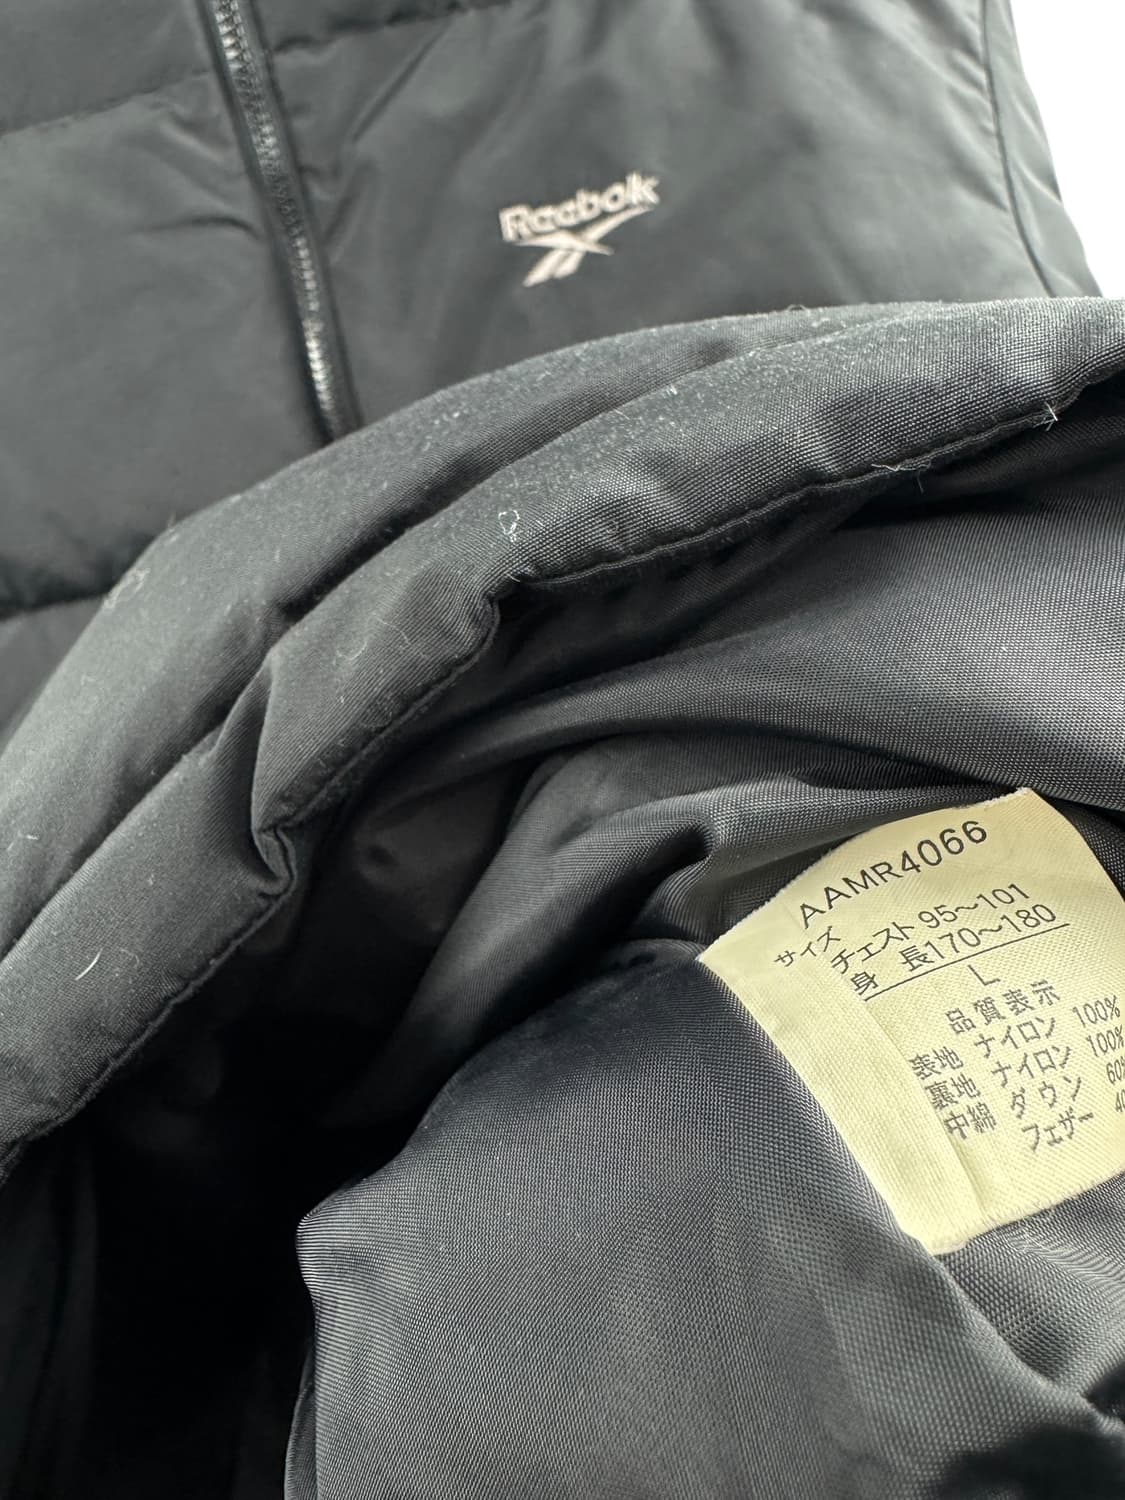 Reebok
AAMR4066
サイズ
チェスト 95～101
身 長170～180
L
品質表示
表地 ナイロン 100%
裏地 ナイロン 100%
中綿 ダウン 60%
フェザー